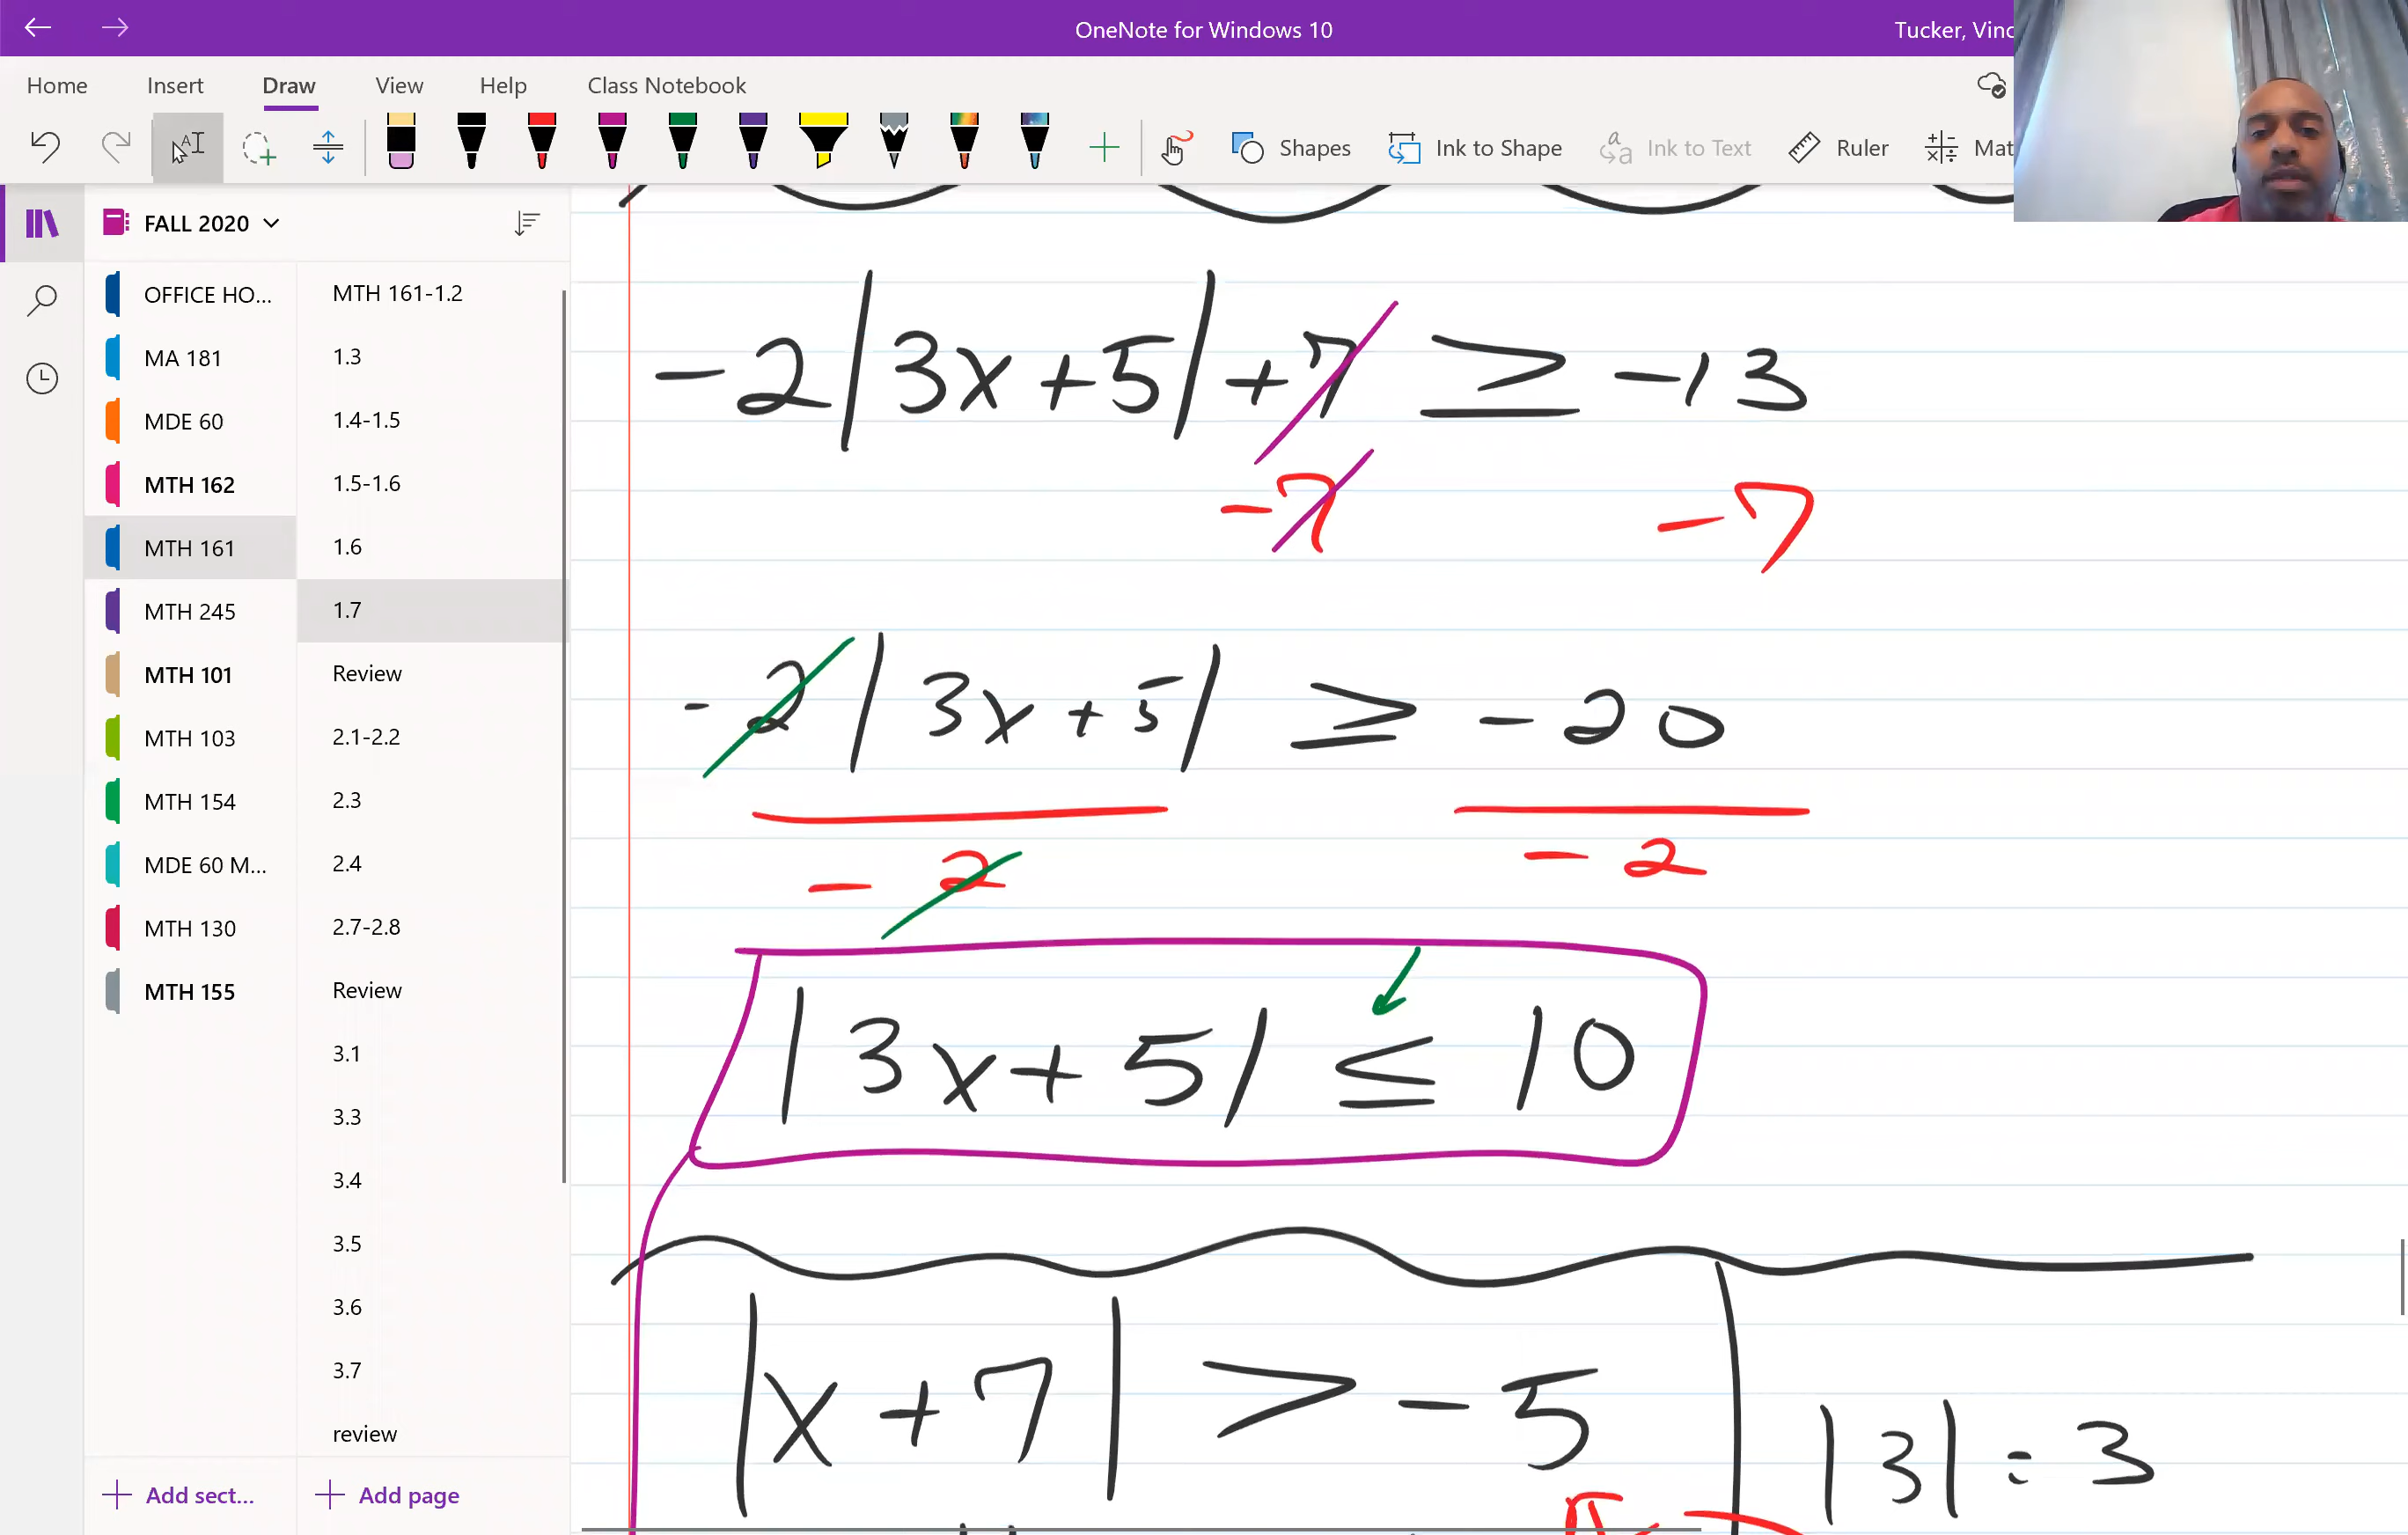 OneNote for Windows 10
Tucker, Vinc
Home Insert Draw View Help Class Notebook
Shapes Ink to Shape Ink to Text Ruler Mat
FALL 2020
OFFICE HO...
MA 181
MDE 60
MTH 162
MTH 161
MTH 245
MTH 101
MTH 103
MTH 154
MDE 60 M...
MTH 130
MTH 155
Add sect...
MTH 161-1.2
1.3
1.4-1.5
1.5-1.6
1.6
1.7
Review
2.1-2.2
2.3
2.4
2.7-2.8
Review
3.1
3.3
3.4
3.5
3.6
3.7
review
Add page
-2|3x+5|+7 ≥ -13
-7 -7
-2|3x+5| ≥ -20
-2 -2
|3x+5| ≤ 10
|x+7| > -5
|3| = 3